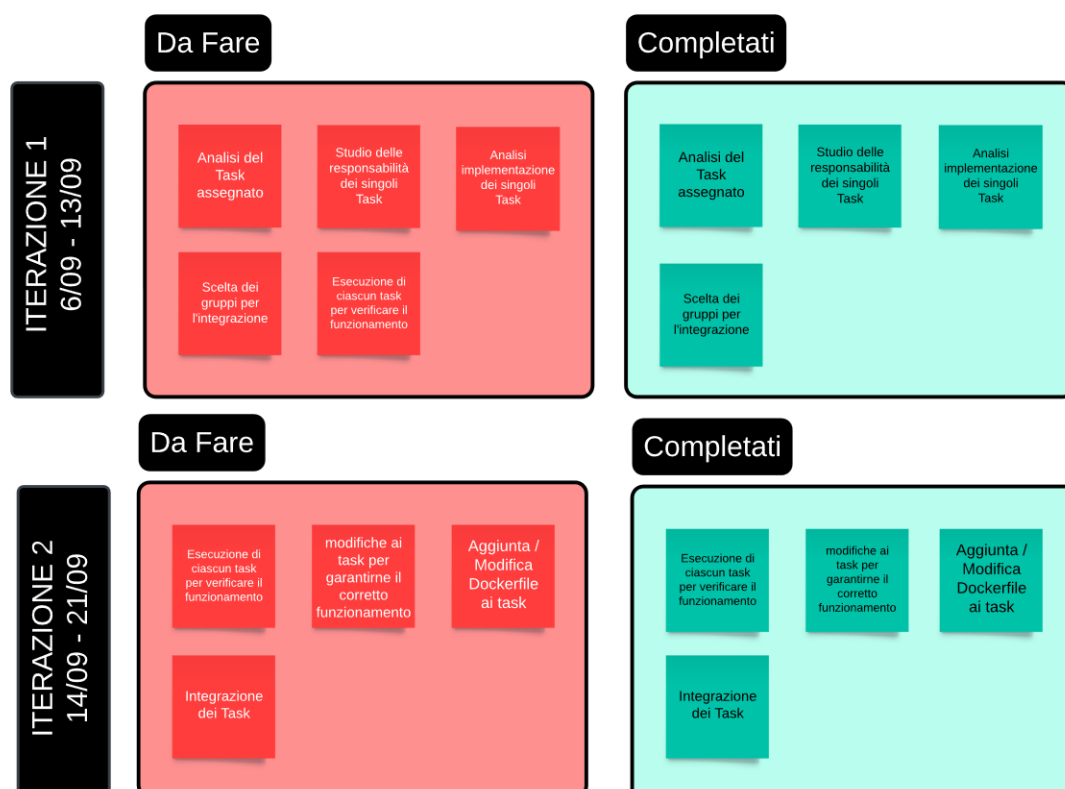 Da Fare
Completati
ITERAZIONE 1
6/09 - 13/09
Analisi del
Task
assegnato
Studio delle
responsabilità
dei singoli
Task
Analisi
implementazione
dei singoli
Task
Scelta dei
gruppi per
l'integrazione
Esecuzione di
ciascun task
per verificare il
funzionamento
Analisi del
Task
assegnato
Studio delle
responsabilità
dei singoli
Task
Analisi
implementazione
dei singoli
Task
Scelta dei
gruppi per
l'integrazione
Da Fare
Completati
ITERAZIONE 2
14/09 - 21/09
Esecuzione di
ciascun task
per verificare il
funzionamento
modifiche ai
task per
garantirne il
corretto
funzionamento
Aggiunta /
Modifica
Dockerfile
ai task
Integrazione
dei Task
Esecuzione di
ciascun task
per verificare il
funzionamento
modifiche ai
task per
garantirne il
corretto
funzionamento
Aggiunta /
Modifica
Dockerfile
ai task
Integrazione
dei Task